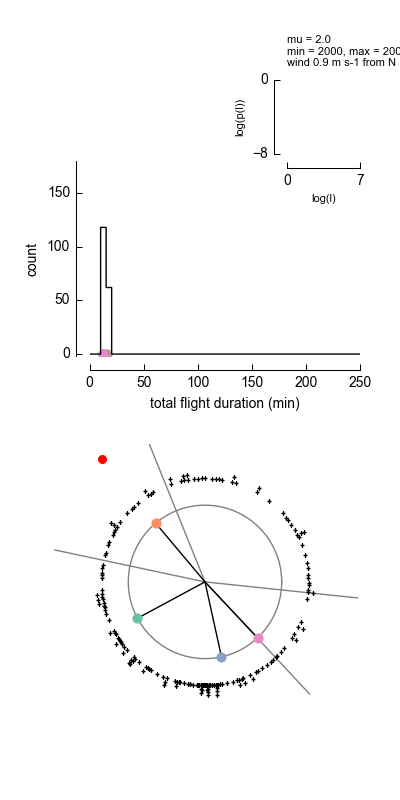 mu = 2.0
min = 2000, max = 200
wind 0.9 m s-1 from N
0
log(p(l))
−8
0 7
log(l)
150
count
100
50
0
0 50 100 150 200 250
total flight duration (min)